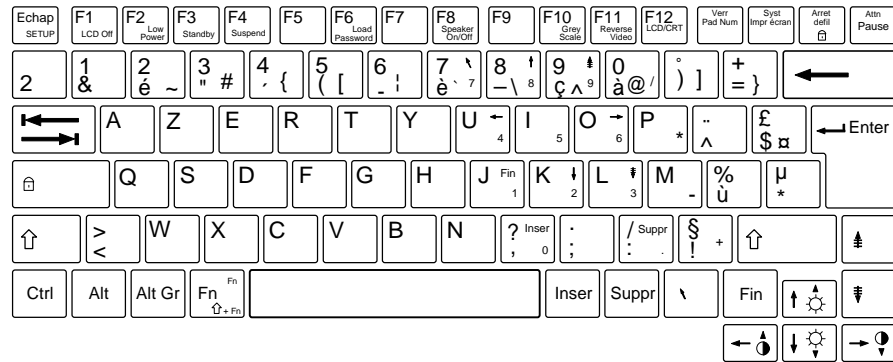 Echap F1 F2 Low F3 F4 F5 F6 Load F7 F8 Speaker F9 F10 Grey F11 Reverse F12 Verr Syst Arret Attn
SETUP LCD Off Power Standby Suspend Password On/Off Scale Video LCD/CRT Pad Num Impr écran defil Pause
1 2 3 4 5 6 7 8 ↑ 9 0 ° +
2 & é ~ " # ´ { ( [ - ¦ è ` 7 – \ 8 ç ^ 9 à @ / ) ] = } ←
A Z E R T Y U ← I O → P ¨ £ Enter
4 5 6 * ^ $ ¤
Q S D F G H J Fin K ↓ L M % µ
1 2 3 - ù *
⇧ > W X C V B N ? Inser . / Suppr § ⇧
< , 0 ; : . ! +
Ctrl Alt Alt Gr Fn Fn Inser Suppr Fin ↑
⇧ + Fn
← ↓ →